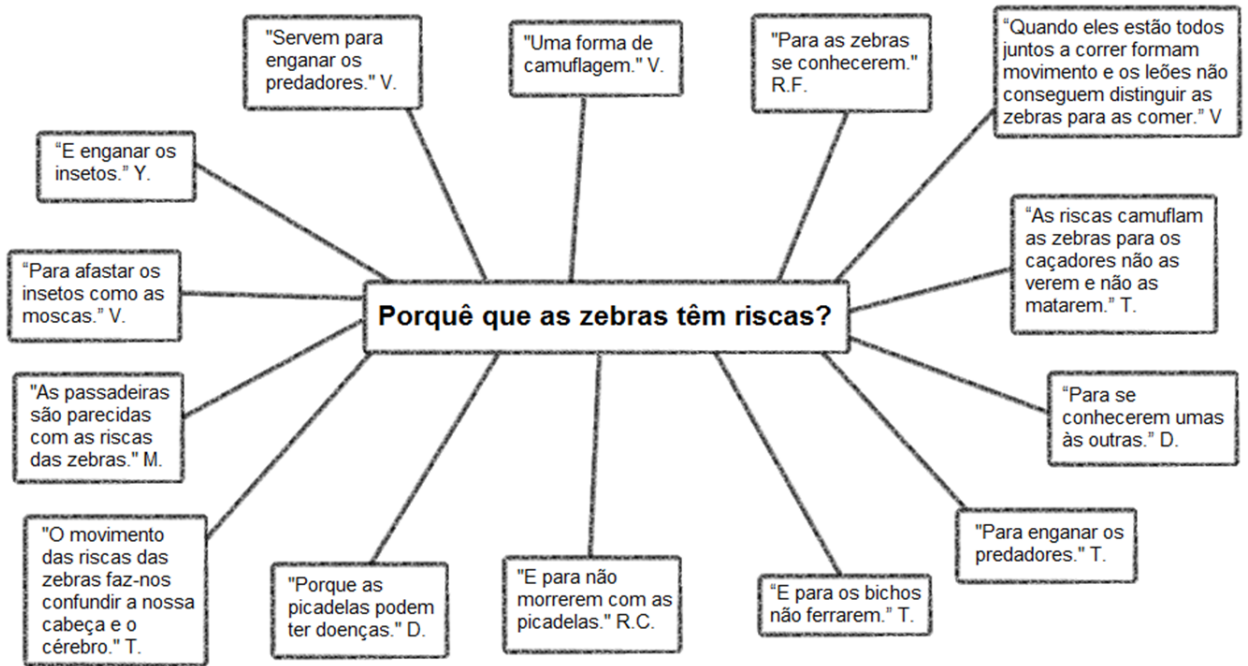 "Servem para
enganar os
predadores." V.
"Uma forma de
camuflagem." V.
"Para as zebras
se conhecerem."
R.F.
“Quando eles estão todos
juntos a correr formam
movimento e os leões não
conseguem distinguir as
zebras para as comer.” V
“E enganar os
insetos.” Y.
“As riscas camuflam
as zebras para os
caçadores não as
verem e não as
matarem.” T.
“Para afastar os
insetos como as
moscas.” V.
Porquê que as zebras têm riscas?
"As passadeiras
são parecidas
com as riscas
das zebras." M.
“Para se
conhecerem umas
às outras.” D.
"O movimento
das riscas das
zebras faz-nos
confundir a nossa
cabeça e o
cérebro." T.
"Porque as
picadelas podem
ter doenças." D.
"E para não
morrerem com as
picadelas." R.C.
“E para os bichos
não ferrarem.” T.
"Para enganar os
predadores." T.